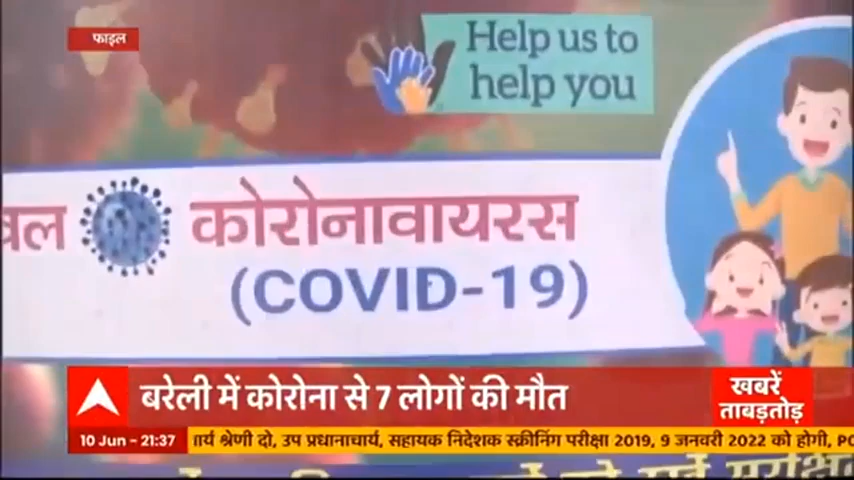 फाइल
Help us to
help you
कोरोनावायरस
(COVID-19)
बरेली में कोरोना से 7 लोगों की मौत
खबरें
ताबड़तोड़
10 Jun - 21:37
श्रेणी दो, उप प्रधानाचार्य, सहायक निदेशक स्क्रीनिंग परीक्षा 2019, 9 जनवरी 2022 को होगी,